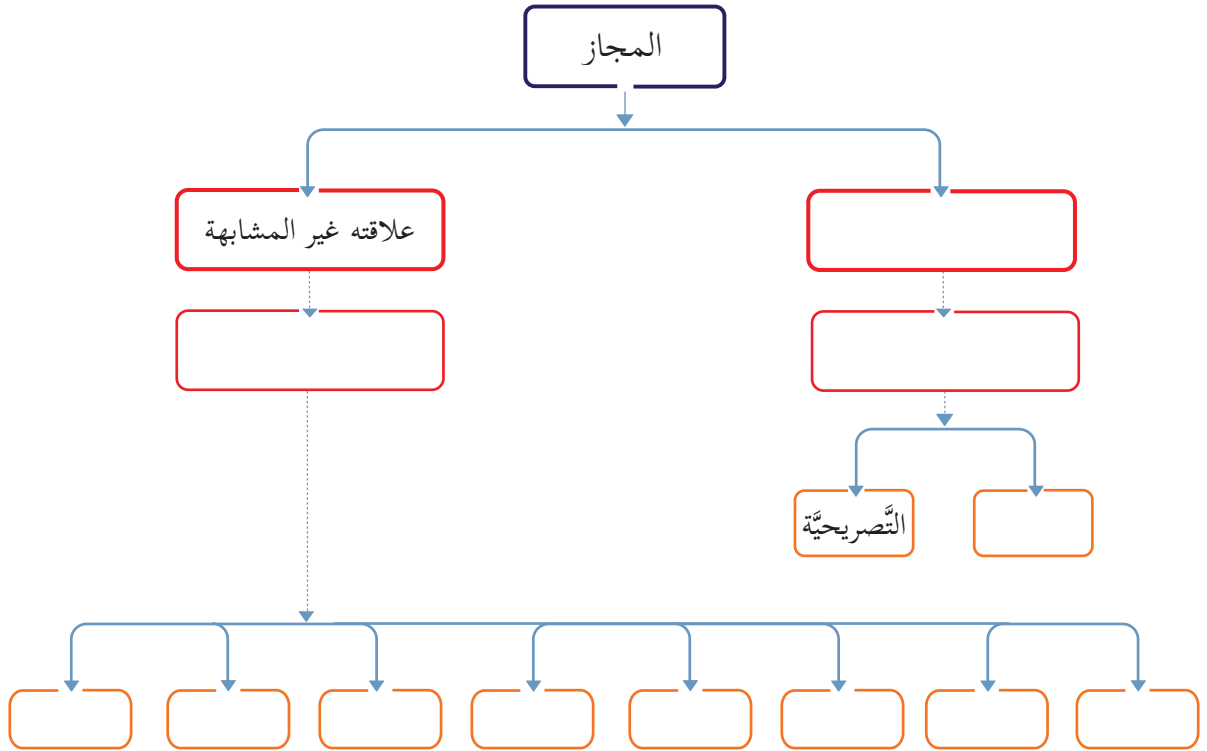 المجاز
علاقته غير المشابهة
التَّصريحيَّة